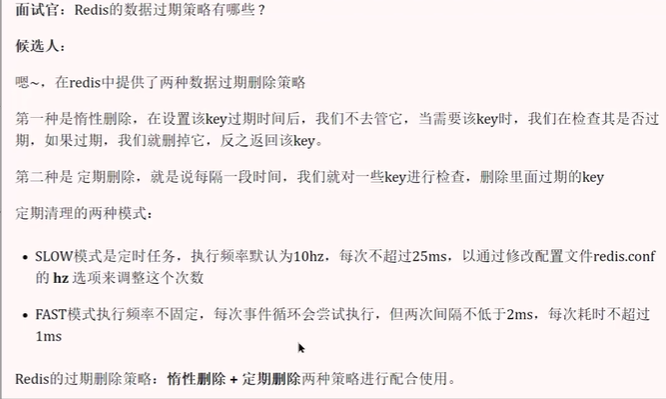 面试官：Redis的数据过期策略有哪些？
候选人：
嗯~，在redis中提供了两种数据过期删除策略
第一种是惰性删除，在设置该key过期时间后，我们不去管它，当需要该key时，我们在检查其是否过
期，如果过期，我们就删掉它，反之返回该key。
第二种是 定期删除，就是说每隔一段时间，我们就对一些key进行检查，删除里面过期的key
定期清理的两种模式：
• SLOW模式是定时任务，执行频率默认为10hz，每次不超过25ms，以通过修改配置文件redis.conf
的 hz 选项来调整这个次数
• FAST模式执行频率不固定，每次事件循环会尝试执行，但两次间隔不低于2ms，每次耗时不超过
1ms
Redis的过期删除策略：惰性删除 + 定期删除两种策略进行配合使用。